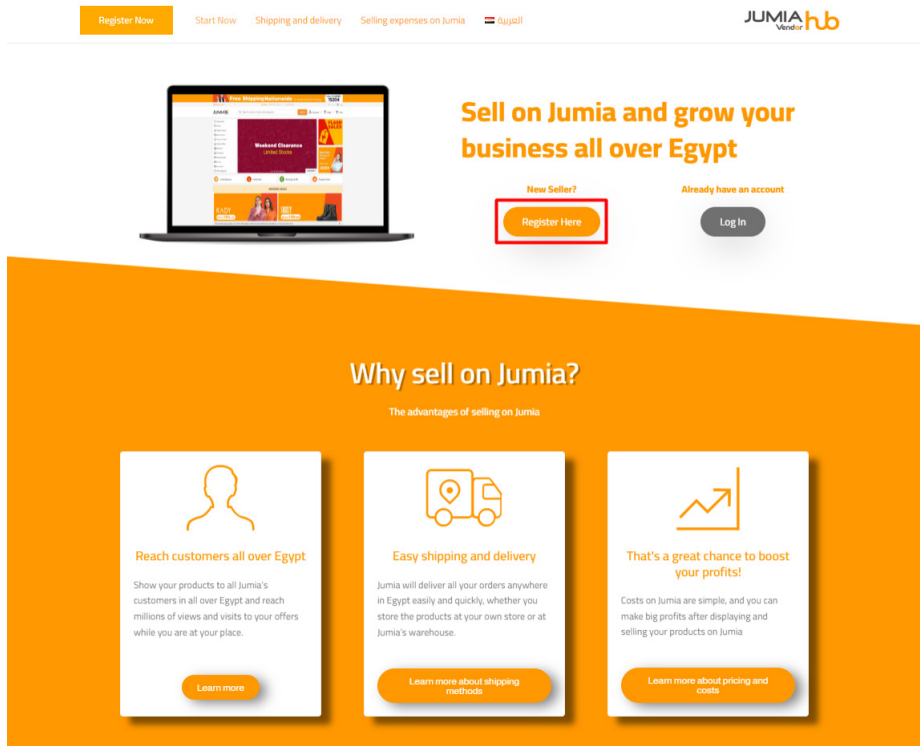 Register Now
Start Now
Shipping and delivery
Selling expenses on Jumia
العربية
JUMIA hub
Vendor
Free Shipping Nationwide
JUMIA
Weekend Clearance
Limited Stocks
FLASH
Sell on Jumia and grow your
business all over Egypt
New Seller?
Already have an account
Register Here
Log In
Why sell on Jumia?
The advantages of selling on Jumia
Reach customers all over Egypt
Show your products to all Jumia's
customers in all over Egypt and reach
millions of views and visits to your offers
while you are at your place.
Learn more
Easy shipping and delivery
Jumia will deliver all your orders anywhere
in Egypt easily and quickly, whether you
store the products at your own store or at
Jumia's warehouse.
Learn more about shipping
methods
That's a great chance to boost
your profits!
Costs on Jumia are simple, and you can
make big profits after displaying and
selling your products on Jumia
Learn more about pricing and
costs